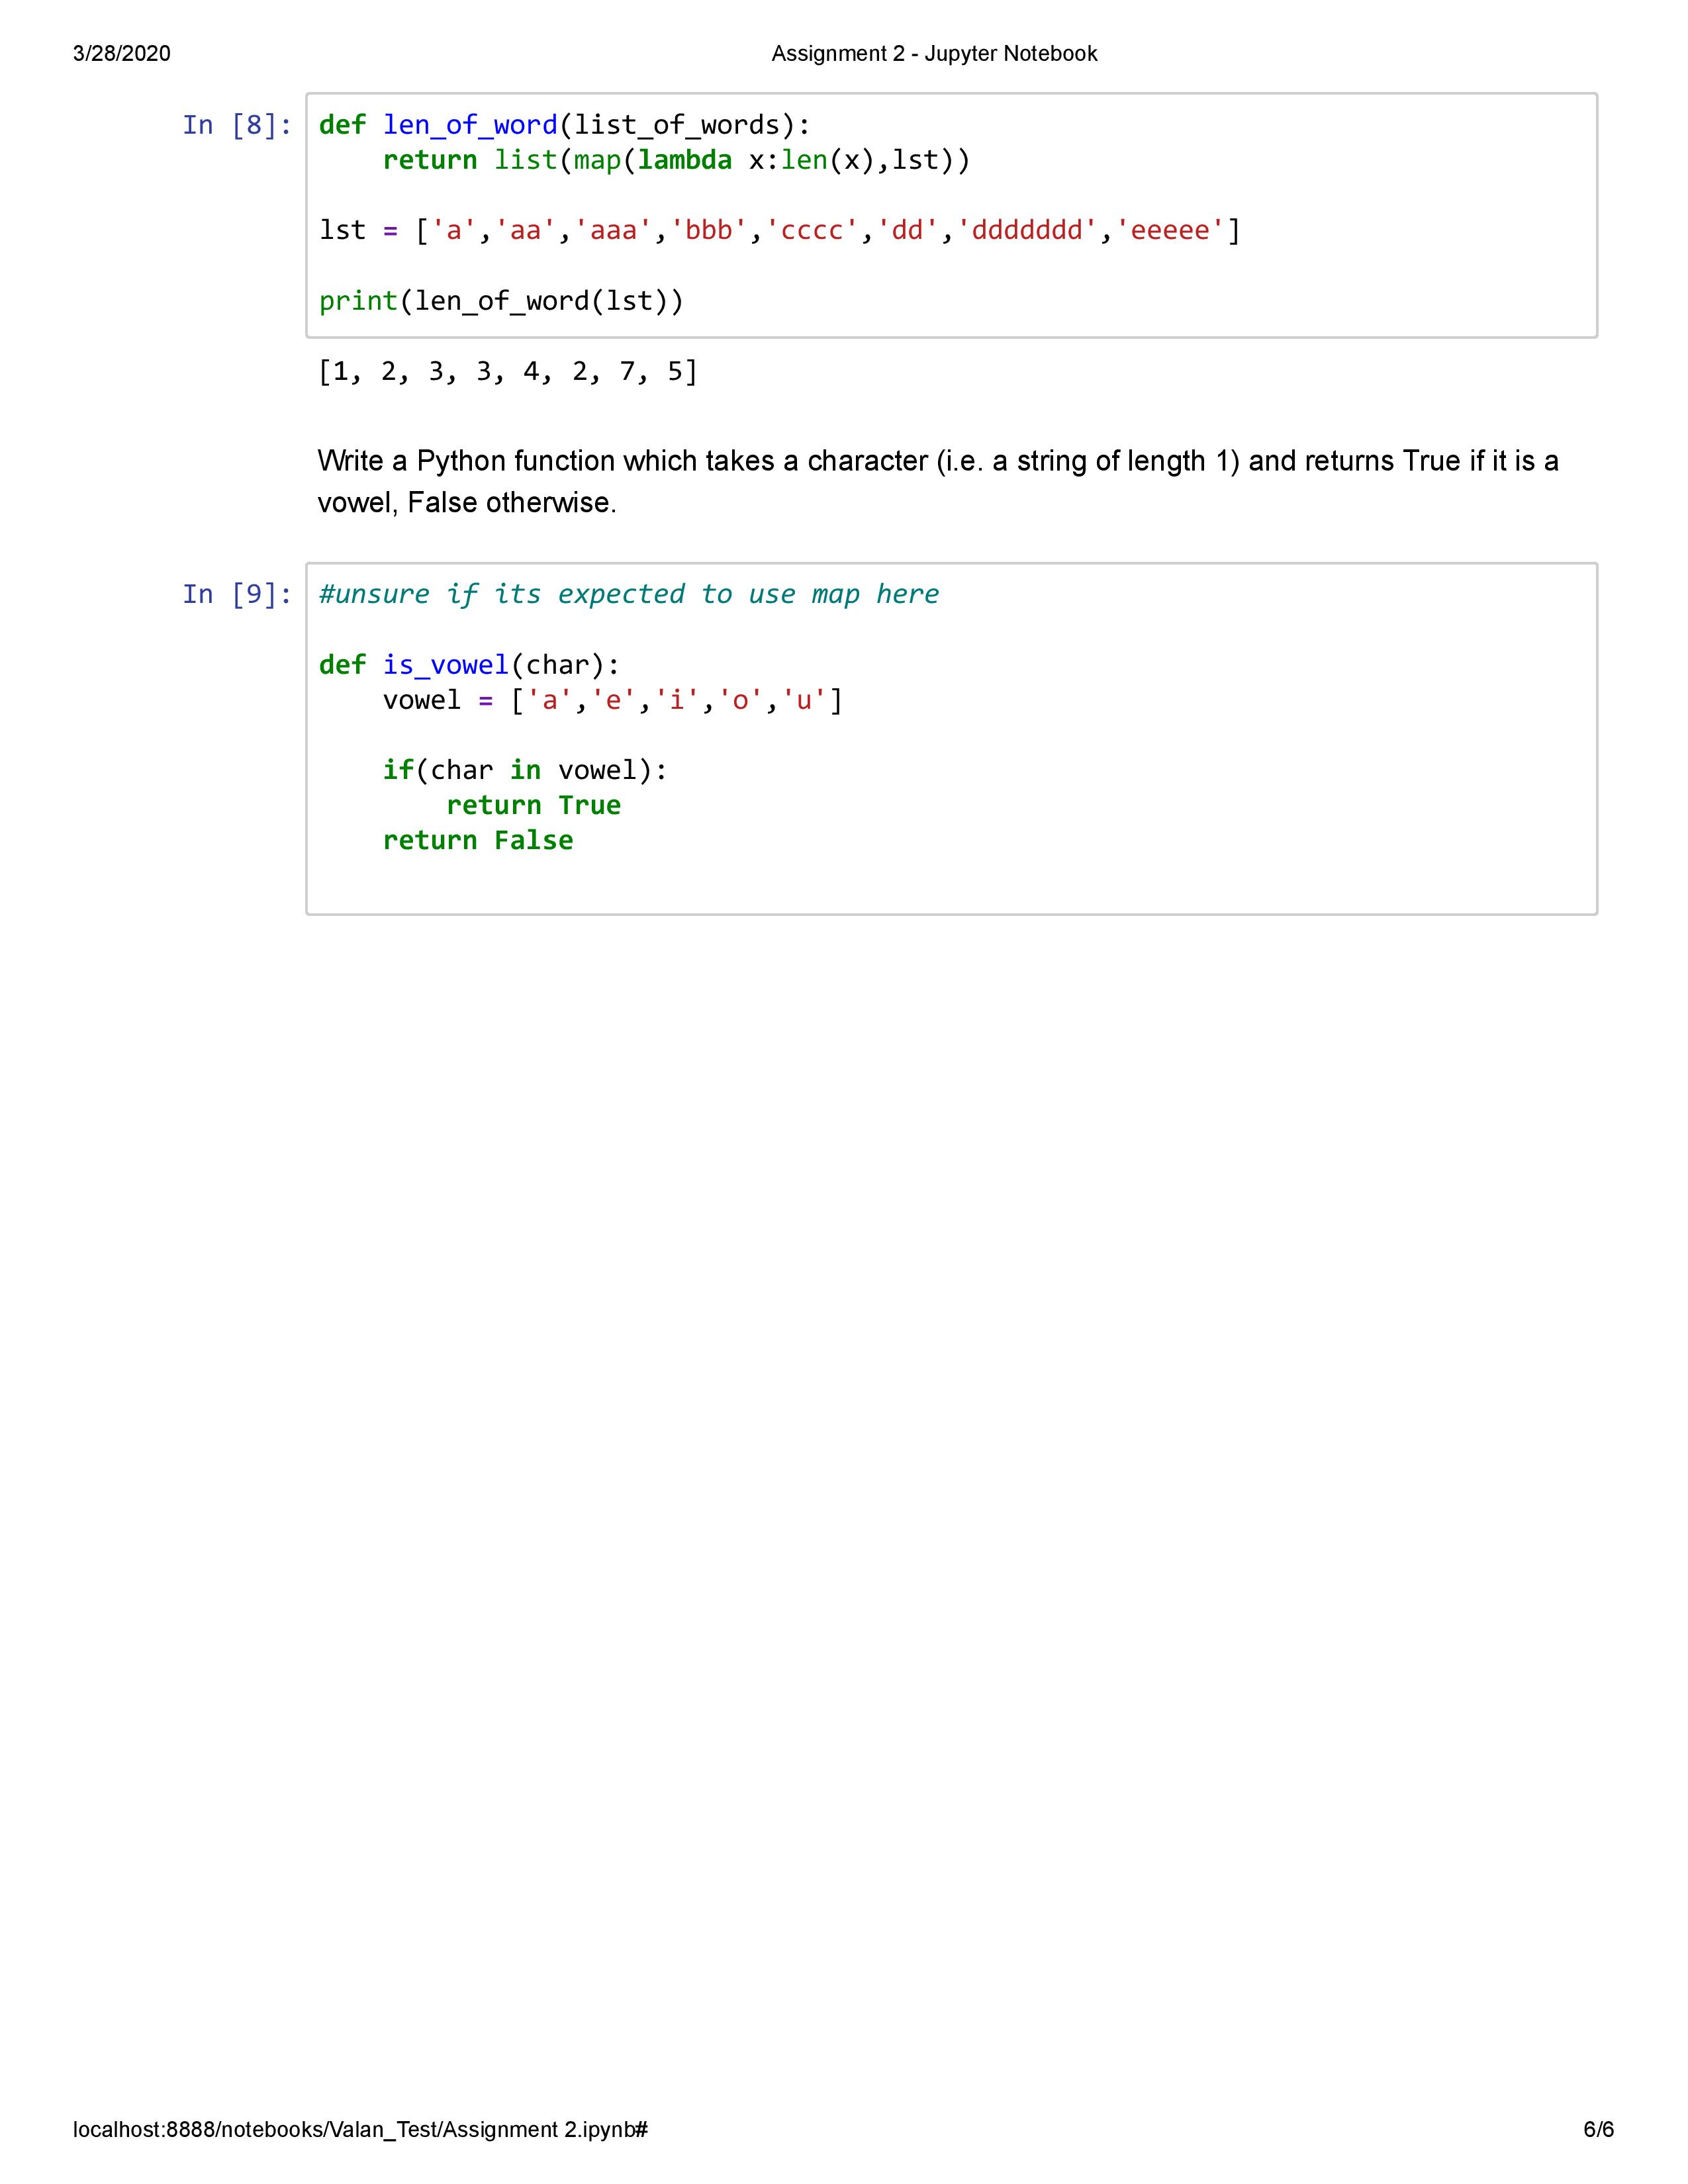 3/28/2020 Assignment 2 - Jupyter Notebook
In [8]: def len_of_word(list_of_words):
    return list(map(lambda x:len(x),lst))
lst = ['a','aa','aaa','bbb','cccc','dd','ddddddd','eeeee']
print(len_of_word(lst))
[1, 2, 3, 3, 4, 2, 7, 5]
Write a Python function which takes a character (i.e. a string of length 1) and returns True if it is a
vowel, False otherwise.
In [9]: #unsure if its expected to use map here
def is_vowel(char):
    vowel = ['a','e','i','o','u']
    if(char in vowel):
        return True
    return False
localhost:8888/notebooks/Valan_Test/Assignment 2.ipynb# 6/6